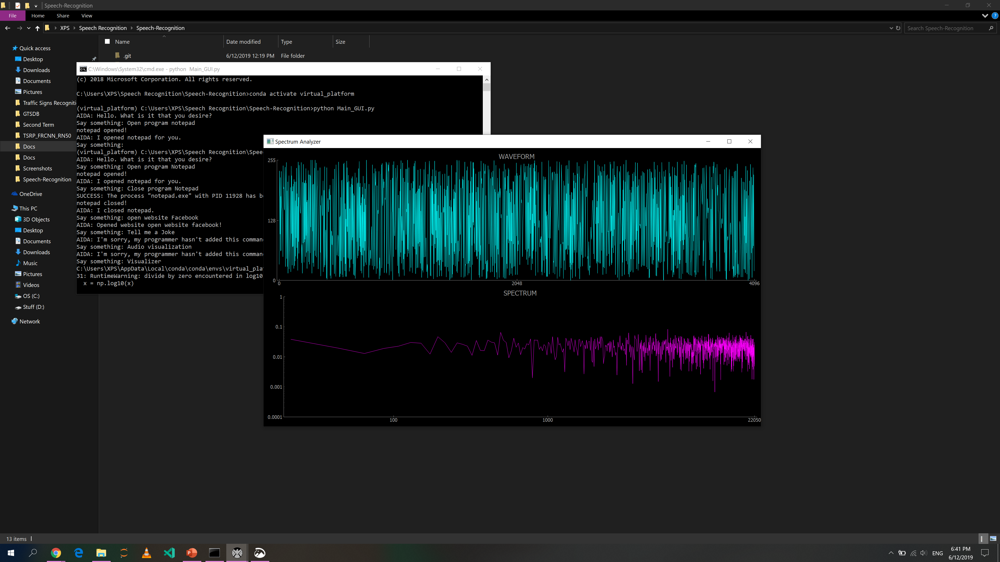 Speech-Recognition
File Home Share View
XPS Speech Recognition Speech-Recognition
Search Speech-Recognition
Name Date modified Type Size
.git 6/12/2019 12:19 PM File folder
Quick access
Desktop
Downloads
Documents
Pictures
Traffic Signs Recogniti
GTSDB
Second Term
TSRP_FRCNN_RN50
Docs
Docs
Screenshots
Speech-Recognition
OneDrive
This PC
3D Objects
Desktop
Documents
Downloads
Music
Pictures
Videos
OS (C:)
Stuff (D:)
Network
C:\Windows\System32\cmd.exe - python  Main_GUI.py
(c) 2018 Microsoft Corporation. All rights reserved.
C:\Users\XPS\Speech Recognition\Speech-Recognition>conda activate virtual_platform
(virtual_platform) C:\Users\XPS\Speech Recognition\Speech-Recognition>python Main_GUI.py
AIDA: Hello. What is it that you desire?
Say something: Open program notepad
notepad opened!
AIDA: I opened notepad for you.
Say something:
(virtual_platform) C:\Users\XPS\Speech Recognition\Spee
AIDA: Hello. What is it that you desire?
Say something: Open program Notepad
notepad opened!
AIDA: I opened notepad for you.
Say something: Close program Notepad
SUCCESS: The process "notepad.exe" with PID 11928 has b
notepad closed!
AIDA: I closed notepad.
Say something: open website Facebook
AIDA: Opened website open website facebook!
Say something: Tell me a Joke
AIDA: I'm sorry, my programmer hasn't added this comman
Say something: Audio visualization
AIDA: I'm sorry, my programmer hasn't added this comman
Say something: Visualizer
C:\Users\XPS\AppData\Local\conda\conda\envs\virtual_plat
31: RuntimeWarning: divide by zero encountered in log10
x = np.log10(x)
Spectrum Analyzer
WAVEFORM
255
128
0
0 2048 4096
SPECTRUM
1
0.1
0.01
0.001
0.0001
100 1000 22050
13 items
ENG
6:41 PM
6/12/2019